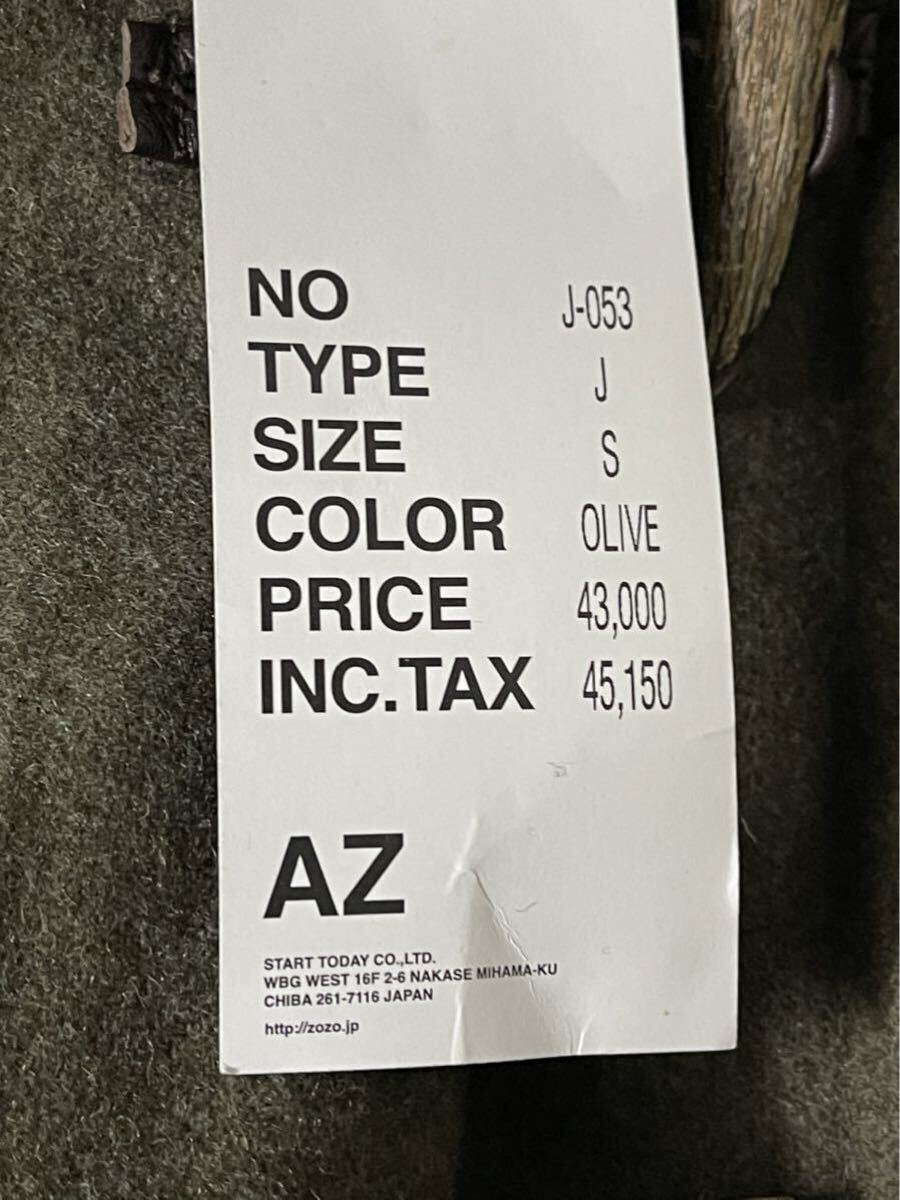 NO J-053
TYPE J
SIZE S
COLOR OLIVE
PRICE 43,000
INC.TAX 45,150
AZ
START TODAY CO.,LTD.
WBG WEST 16F 2-6 NAKASE MIHAMA-KU
CHIBA 261-7116 JAPAN
http://zozo.jp